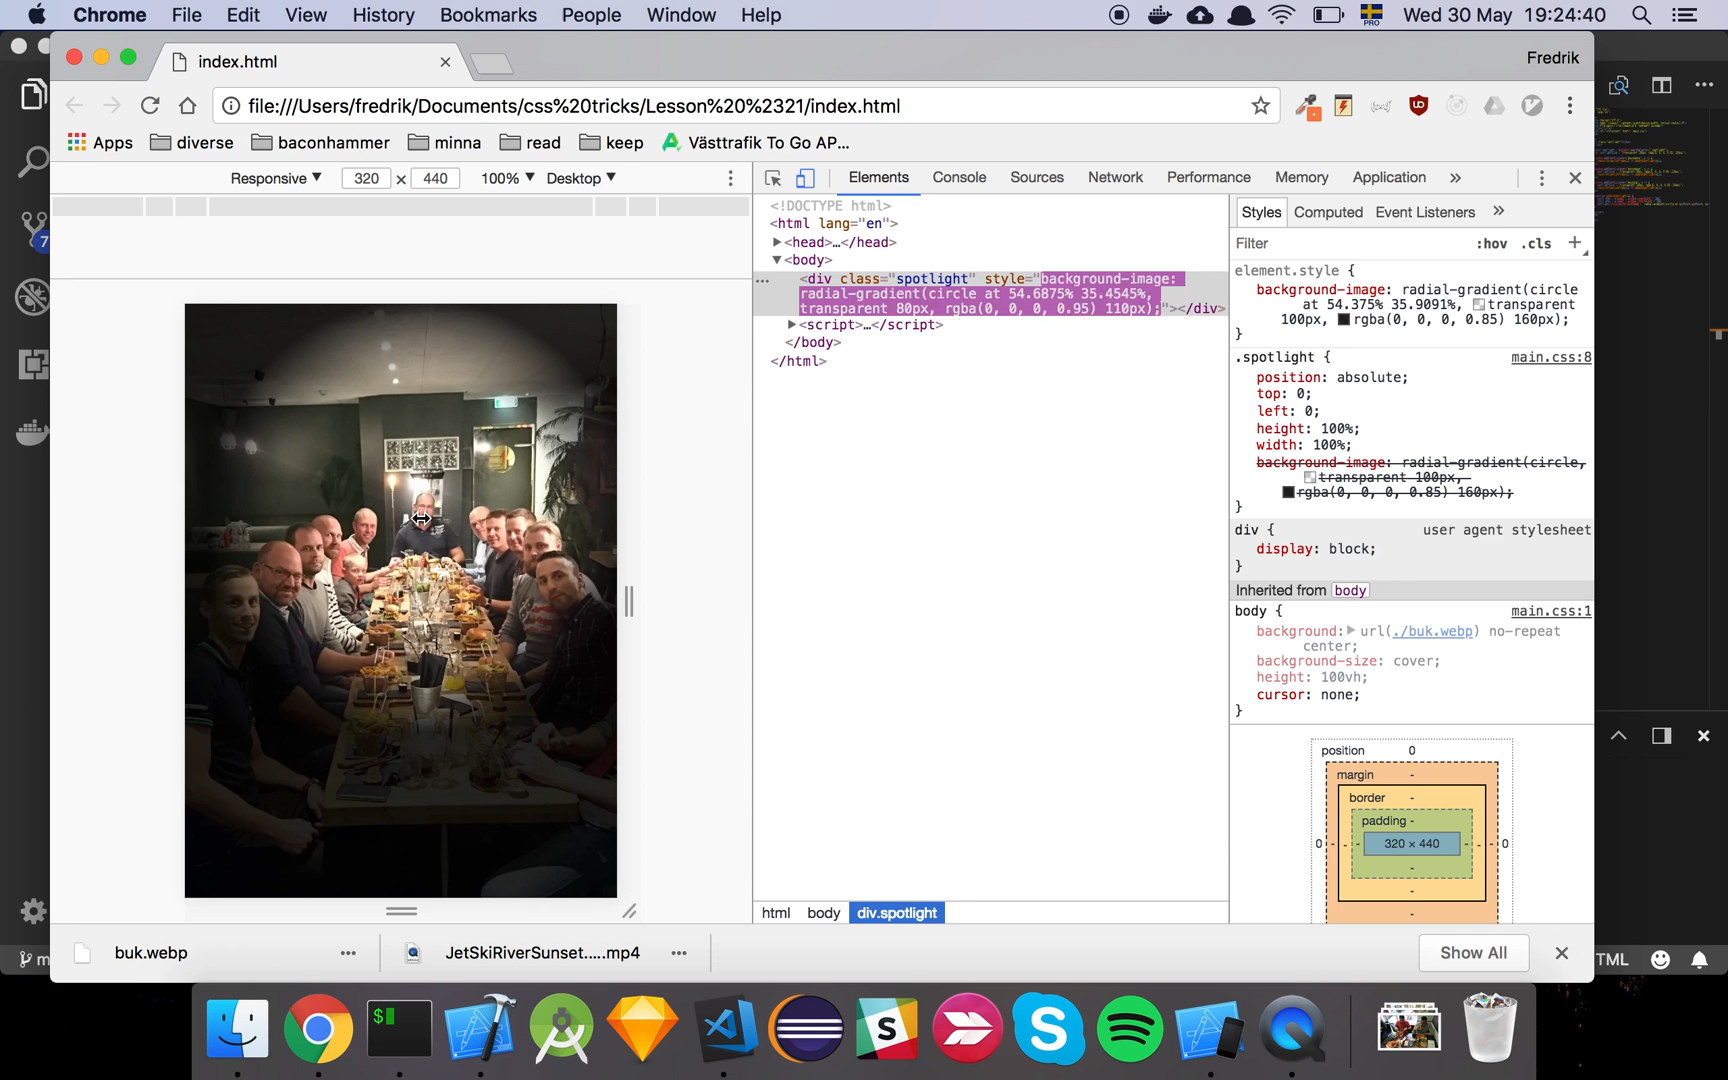 Chrome File Edit View History Bookmarks People Window Help PRO Wed 30 May 19:24:40
index.html Fredrik
file:///Users/fredrik/Documents/css%20tricks/Lesson%20%2321/index.html
Apps diverse baconhammer minna read keep Västtrafik To Go AP...
Responsive ▼ 320 × 440 100% ▼ Desktop ▼
Elements Console Sources Network Performance Memory Application »
<!DOCTYPE html>
<html lang="en">
▶<head>…</head>
▼<body>
<div class="spotlight" style="background-image:
radial-gradient(circle at 54.6875% 35.4545%,
transparent 80px, rgba(0, 0, 0, 0.95) 110px);"></div>
▶<script>…</script>
</body>
</html>
html body div.spotlight
Styles Computed Event Listeners »
Filter :hov .cls +
element.style {
background-image: radial-gradient(circle
at 54.375% 35.9091%, transparent
100px, rgba(0, 0, 0, 0.85) 160px);
}
.spotlight { main.css:8
position: absolute;
top: 0;
left: 0;
height: 100%;
width: 100%;
background-image: radial-gradient(circle,
transparent 100px,
rgba(0, 0, 0, 0.85) 160px);
}
div { user agent stylesheet
display: block;
}
Inherited from body
body { main.css:1
background:▶url(./buk.webp) no-repeat
center;
background-size: cover;
height: 100vh;
cursor: none;
}
position 0
margin -
border -
padding -
0 - - - 320 × 440 - - - 0
-
-
-
buk.webp JetSkiRiverSunset.....mp4 Show All
7
m
TML
$
S
S